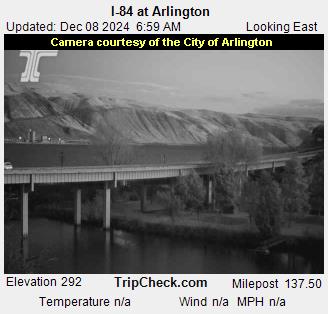 I-84 at Arlington
Updated: Dec 08 2024 6:59 AM Looking East
Camera courtesy of the City of Arlington
Elevation 292 TripCheck.com Milepost 137.50
Temperature n/a Wind n/a MPH n/a